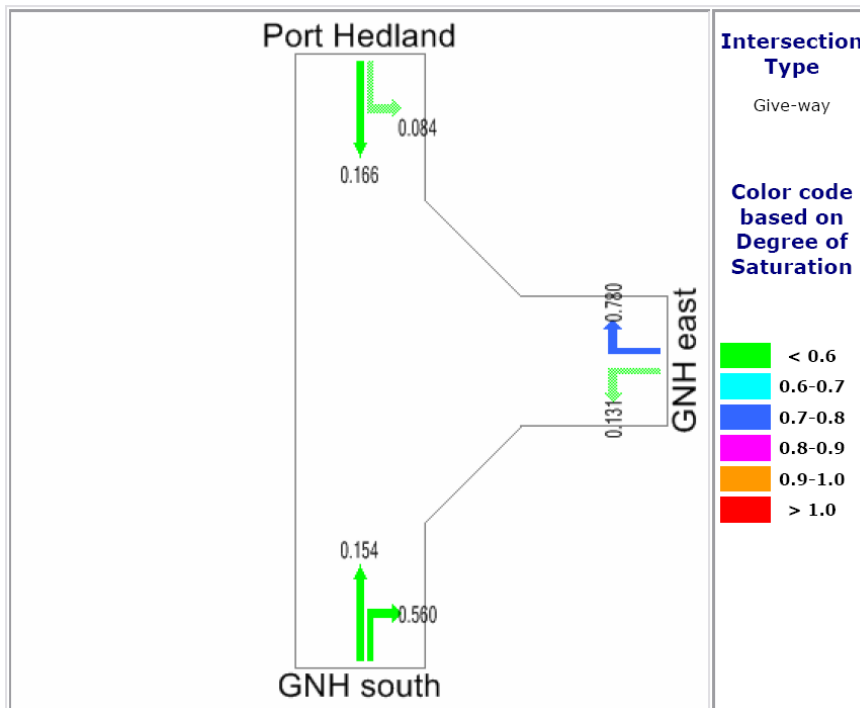 Port Hedland
0.084
0.166
0.780
GNH east
0.131
0.154
0.560
GNH south
Intersection
Type
Give-way
Color code
based on
Degree of
Saturation
< 0.6
0.6-0.7
0.7-0.8
0.8-0.9
0.9-1.0
> 1.0